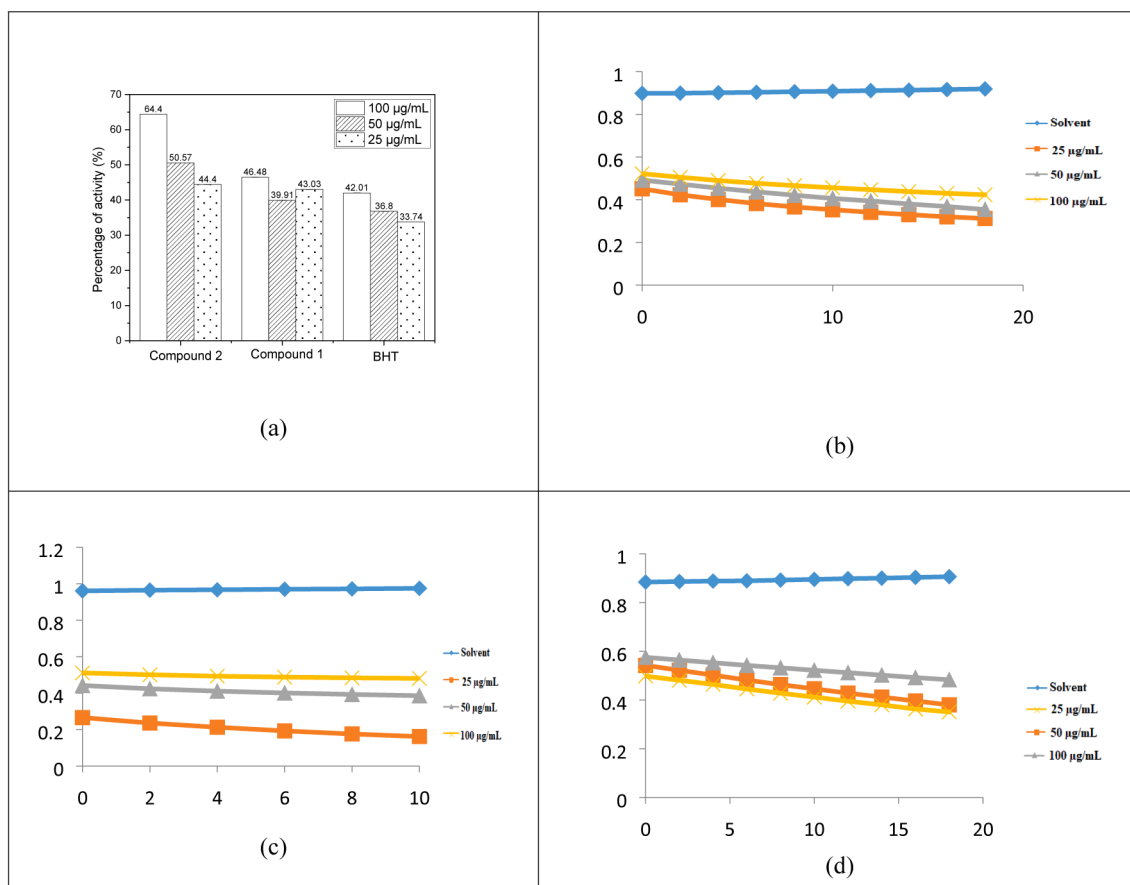 70
60
50
40
30
20
10
0
Percentage of activity (%)
64.4
50.57
44.4
46.48
39.91
43.03
42.01
36.8
33.74
100 µg/mL
50 µg/mL
25 µg/mL
Compound 2 Compound 1 BHT
(a)
1
0.8
0.6
0.4
0.2
0
0 10 20
Solvent
25 µg/mL
50 µg/mL
100 µg/mL
(b)
1.2
1
0.8
0.6
0.4
0.2
0
0 2 4 6 8 10
Solvent
25 µg/mL
50 µg/mL
100 µg/mL
(c)
1
0.8
0.6
0.4
0.2
0
0 5 10 15 20
Solvent
25 µg/mL
50 µg/mL
100 µg/mL
(d)